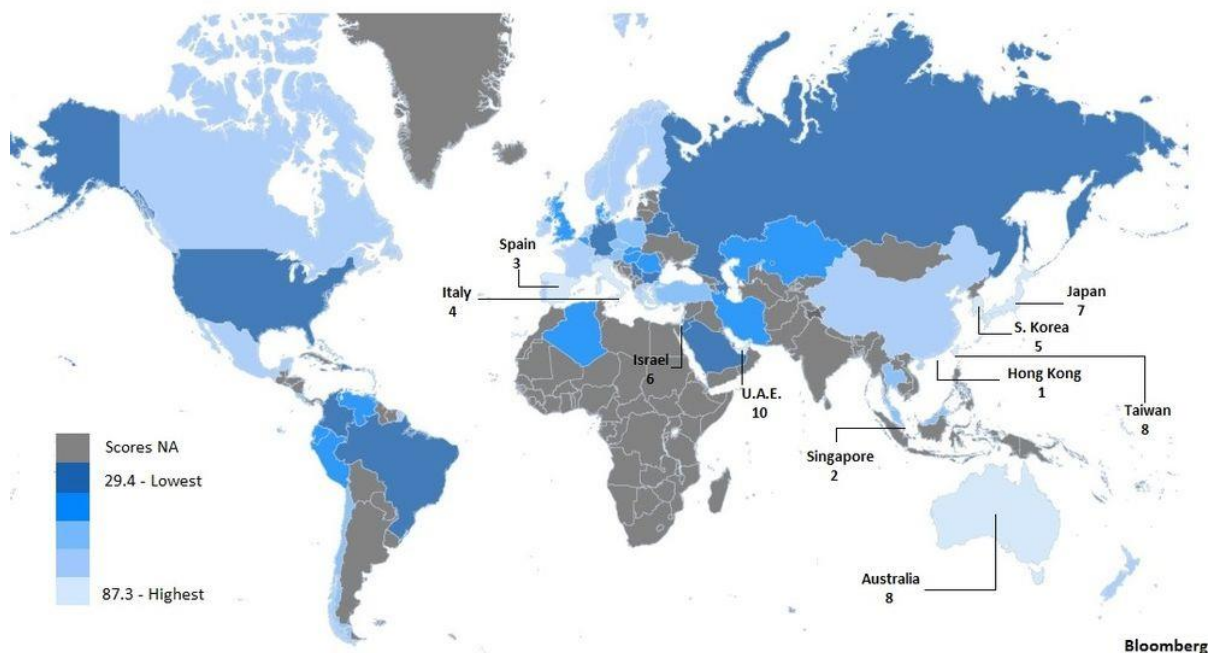 Spain
3
Italy
4
Israel
6
U.A.E.
10
Japan
7
S. Korea
5
Hong Kong
1
Taiwan
8
Singapore
2
Australia
8
Scores NA
29.4 - Lowest
87.3 - Highest
Bloomberg